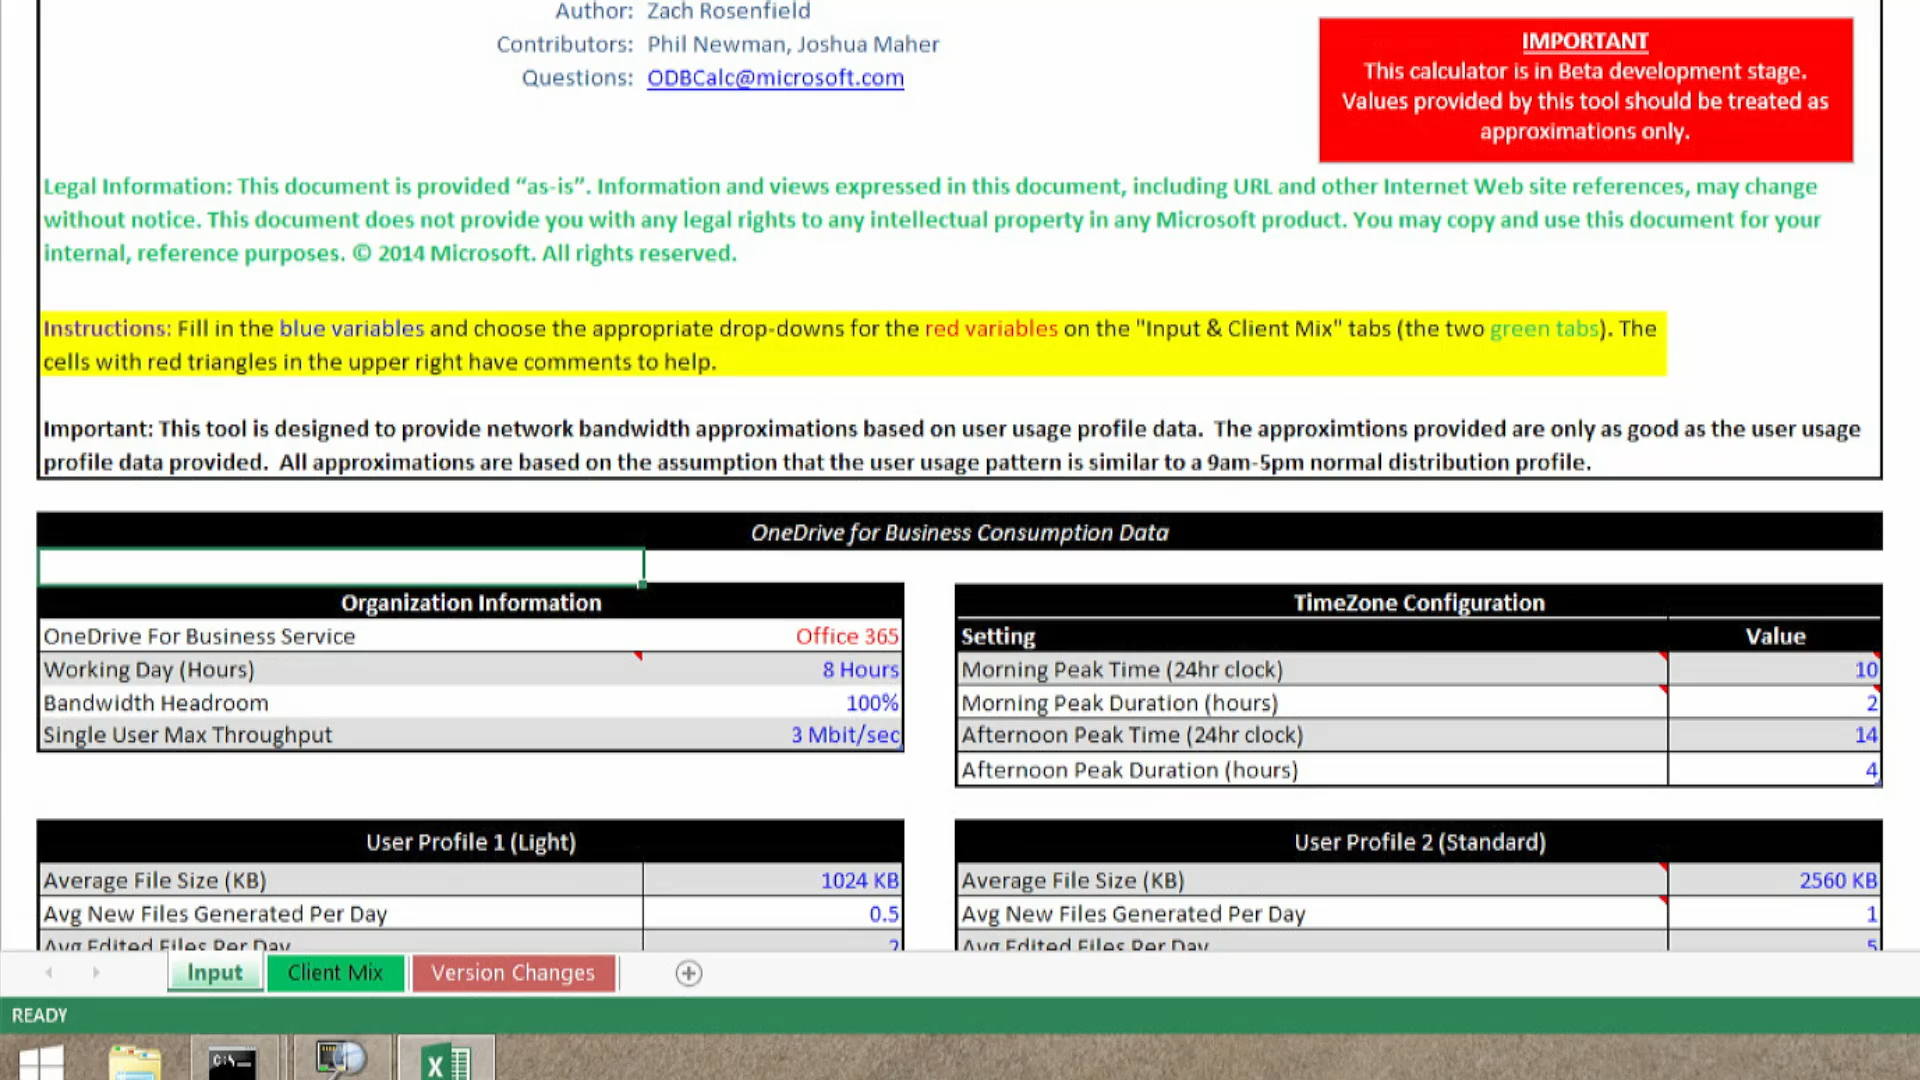 Author: Zach Rosenfield
Contributors: Phil Newman, Joshua Maher
Questions: ODBCalc@microsoft.com
IMPORTANT
This calculator is in Beta development stage.
Values provided by this tool should be treated as
approximations only.
Legal Information: This document is provided “as-is”. Information and views expressed in this document, including URL and other Internet Web site references, may change
without notice. This document does not provide you with any legal rights to any intellectual property in any Microsoft product. You may copy and use this document for your
internal, reference purposes. © 2014 Microsoft. All rights reserved.
Instructions: Fill in the blue variables and choose the appropriate drop-downs for the red variables on the "Input & Client Mix" tabs (the two green tabs). The
cells with red triangles in the upper right have comments to help.
Important: This tool is designed to provide network bandwidth approximations based on user usage profile data. The approximtions provided are only as good as the user usage
profile data provided. All approximations are based on the assumption that the user usage pattern is similar to a 9am-5pm normal distribution profile.
OneDrive for Business Consumption Data
Organization Information
OneDrive For Business Service Office 365
Working Day (Hours) 8 Hours
Bandwidth Headroom 100%
Single User Max Throughput 3 Mbit/sec
TimeZone Configuration
Setting Value
Morning Peak Time (24hr clock) 10
Morning Peak Duration (hours) 2
Afternoon Peak Time (24hr clock) 14
Afternoon Peak Duration (hours) 4
User Profile 1 (Light)
Average File Size (KB) 1024 KB
Avg New Files Generated Per Day 0.5
Avg Edited Files Per Day 2
User Profile 2 (Standard)
Average File Size (KB) 2560 KB
Avg New Files Generated Per Day 1
Avg Edited Files Per Day 5
Input Client Mix Version Changes
READY
C:\
X